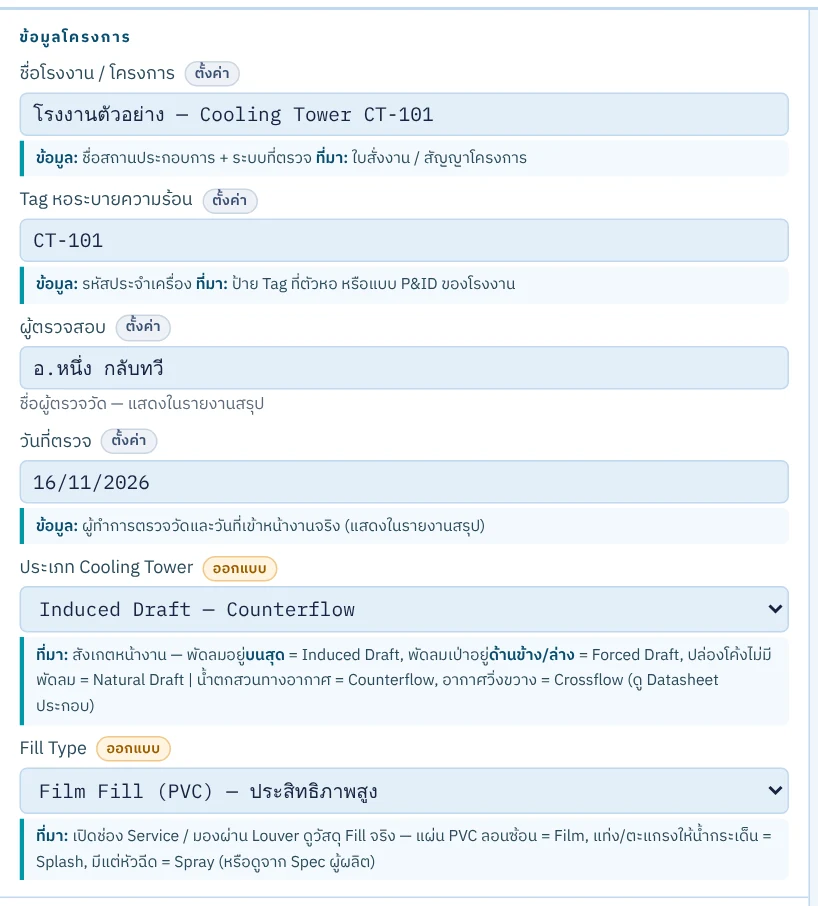 ข้อมูลโครงการ
ชื่อโรงงาน / โครงการ ตั้งค่า
โรงงานตัวอย่าง — Cooling Tower CT-101
ข้อมูล: ชื่อสถานประกอบการ + ระบบที่ตรวจ ที่มา: ใบสั่งงาน / สัญญาโครงการ
Tag หอระบายความร้อน ตั้งค่า
CT-101
ข้อมูล: รหัสประจำเครื่อง ที่มา: ป้าย Tag ที่ตัวหอ หรือแบบ P&ID ของโรงงาน
ผู้ตรวจสอบ ตั้งค่า
อ.หนึ่ง กลับทวี
ชื่อผู้ตรวจวัด — แสดงในรายงานสรุป
วันที่ตรวจ ตั้งค่า
16/11/2026
ข้อมูล: ผู้ทำการตรวจวัดและวันที่เข้าหน้างานจริง (แสดงในรายงานสรุป)
ประเภท Cooling Tower ออกแบบ
Induced Draft — Counterflow
ที่มา: สังเกตหน้างาน — พัดลมอยู่บนสุด = Induced Draft, พัดลมเป่าอยู่ด้านข้าง/ล่าง = Forced Draft, ปล่องโค้งไม่มี
พัดลม = Natural Draft | น้ำตกสวนทางอากาศ = Counterflow, อากาศวิ่งขวาง = Crossflow (ดู Datasheet
ประกอบ)
Fill Type ออกแบบ
Film Fill (PVC) — ประสิทธิภาพสูง
ที่มา: เปิดช่อง Service / มองผ่าน Louver ดูวัสดุ Fill จริง — แผ่น PVC ลอนซ้อน = Film, แท่ง/ตะแกรงให้น้ำกระเด็น =
Splash, มีแต่หัวฉีด = Spray (หรือดูจาก Spec ผู้ผลิต)